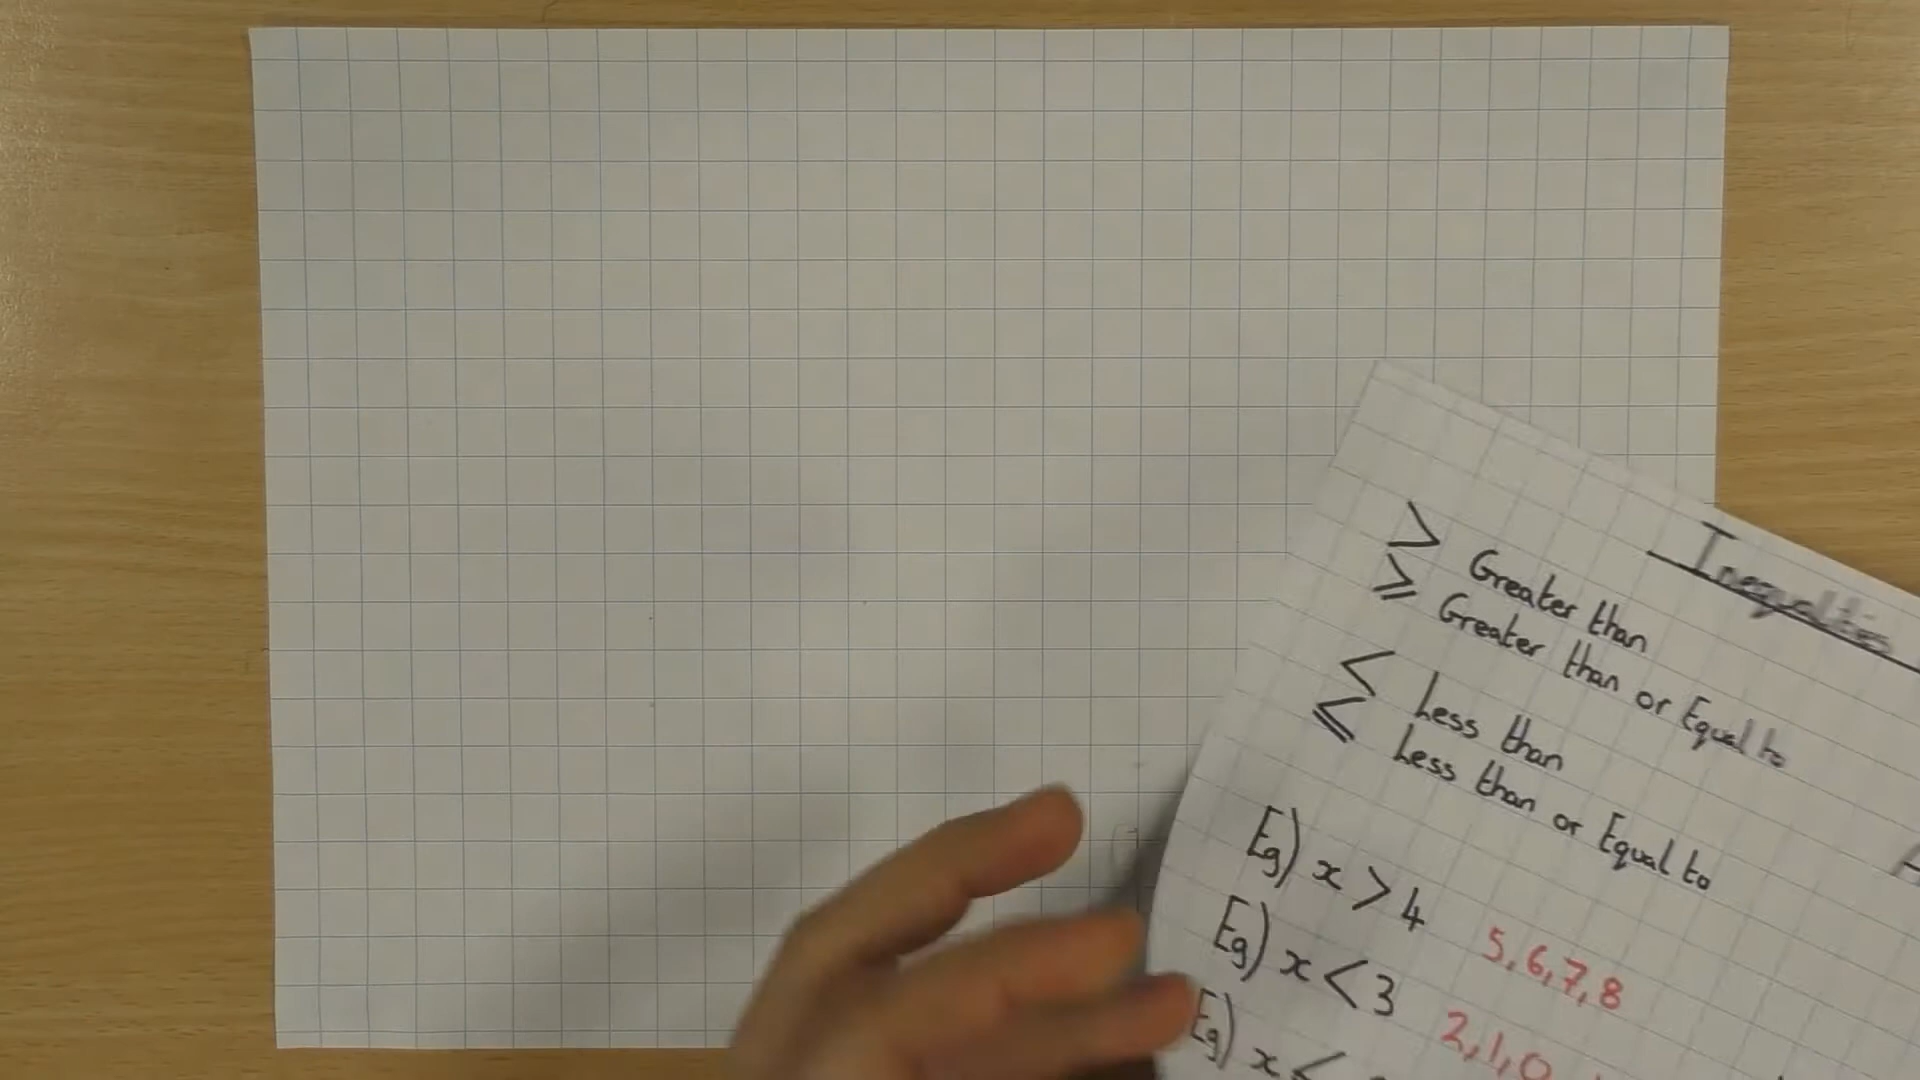 Inequalities
> Greater than
⩾ Greater than or Equal to
< Less than
⩽ Less than or Equal to
Eg) x > 4 5, 6, 7, 8
Eg) x < 3 2, 1, 0
Eg) x